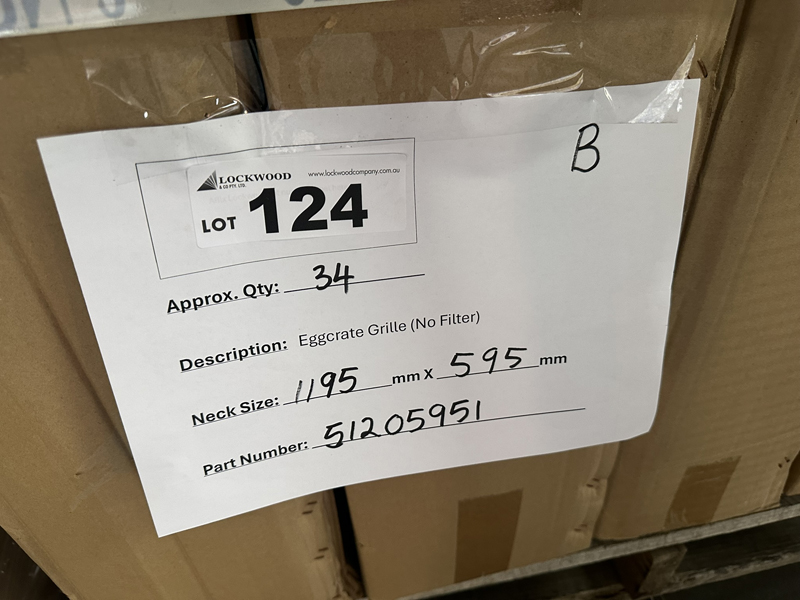 B
LOCKWOOD
& CO PTY. LTD.
www.lockwoodcompany.com.au
LOT 124
Approx. Qty: 34
Description: Eggcrate Grille (No Filter)
Neck Size: 1195 mm X 595 mm
Part Number: 51205951